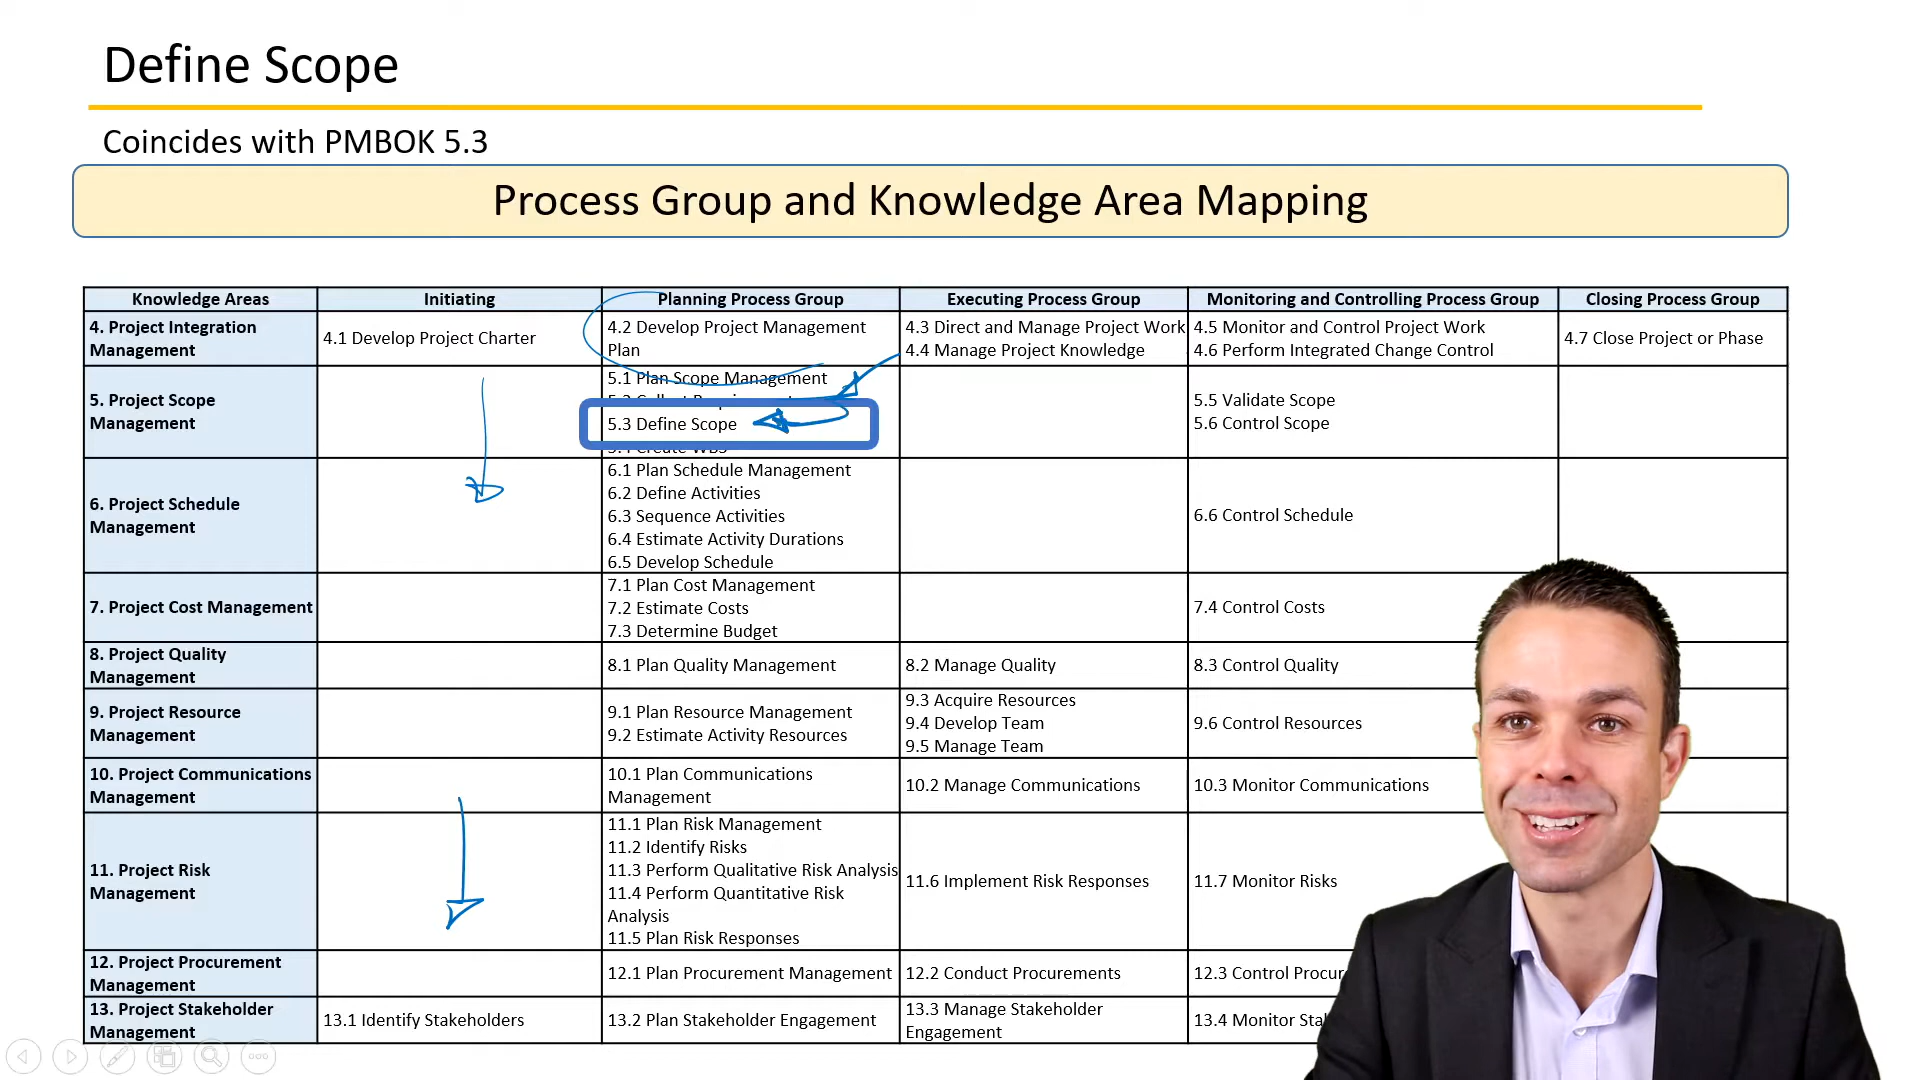 Define Scope
Coincides with PMBOK 5.3
Process Group and Knowledge Area Mapping
Knowledge Areas
Initiating
Planning Process Group
Executing Process Group
Monitoring and Controlling Process Group
Closing Process Group
4. Project Integration
Management
4.1 Develop Project Charter
4.2 Develop Project Management
Plan
4.3 Direct and Manage Project Work
4.4 Manage Project Knowledge
4.5 Monitor and Control Project Work
4.6 Perform Integrated Change Control
4.7 Close Project or Phase
5. Project Scope
Management
5.1 Plan Scope Management
5.3 Define Scope
5.5 Validate Scope
5.6 Control Scope
6. Project Schedule
Management
6.1 Plan Schedule Management
6.2 Define Activities
6.3 Sequence Activities
6.4 Estimate Activity Durations
6.5 Develop Schedule
6.6 Control Schedule
7. Project Cost Management
7.1 Plan Cost Management
7.2 Estimate Costs
7.3 Determine Budget
7.4 Control Costs
8. Project Quality
Management
8.1 Plan Quality Management
8.2 Manage Quality
8.3 Control Quality
9. Project Resource
Management
9.1 Plan Resource Management
9.2 Estimate Activity Resources
9.3 Acquire Resources
9.4 Develop Team
9.5 Manage Team
9.6 Control Resources
10. Project Communications
Management
10.1 Plan Communications
Management
10.2 Manage Communications
10.3 Monitor Communications
11. Project Risk
Management
11.1 Plan Risk Management
11.2 Identify Risks
11.3 Perform Qualitative Risk Analysis
11.4 Perform Quantitative Risk
Analysis
11.5 Plan Risk Responses
11.6 Implement Risk Responses
11.7 Monitor Risks
12. Project Procurement
Management
12.1 Plan Procurement Management
12.2 Conduct Procurements
12.3 Control
13. Project Stakeholder
Management
13.1 Identify Stakeholders
13.2 Plan Stakeholder Engagement
13.3 Manage Stakeholder
Engagement
13.4 Monitor